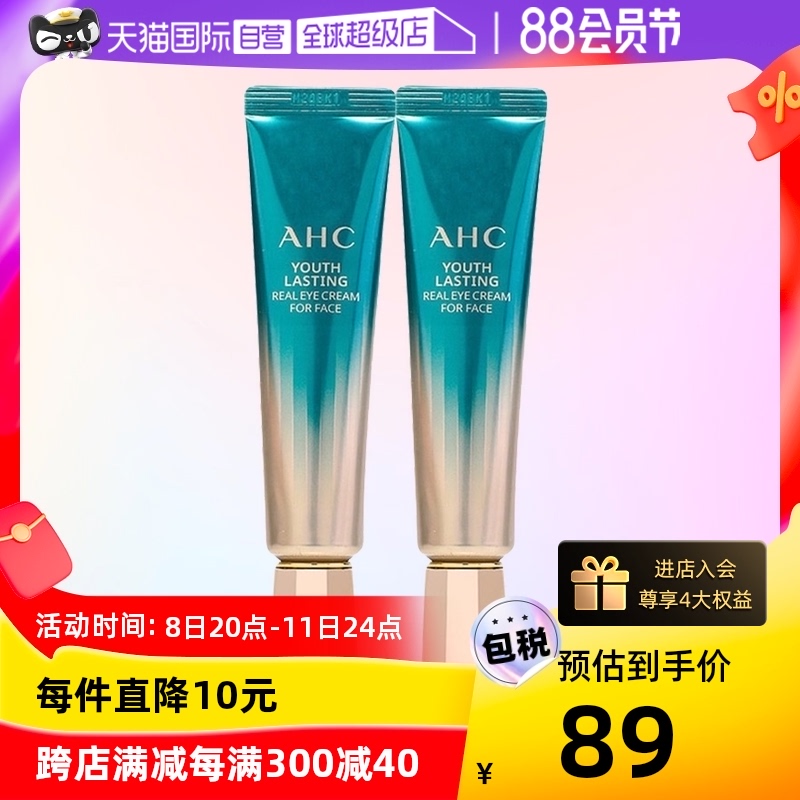 天猫国际 自营 全球超级店 88会员节
%
H248K1
H248K1
AHC
YOUTH
LASTING
REAL EYE CREAM
FOR FACE
AHC
YOUTH
LASTING
REAL EYE CREAM
FOR FACE
进店入会
尊享4大权益
活动时间: 8日20点-11日24点
包税
预估到手价
每件直降10元
¥ 89
跨店满减每满300减40